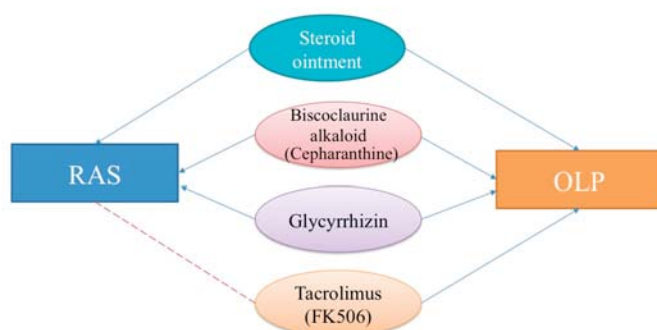 Steroid
ointment
Biscoclaurine
alkaloid
(Cepharanthine)
RAS
OLP
Glycyrrhizin
Tacrolimus
(FK506)